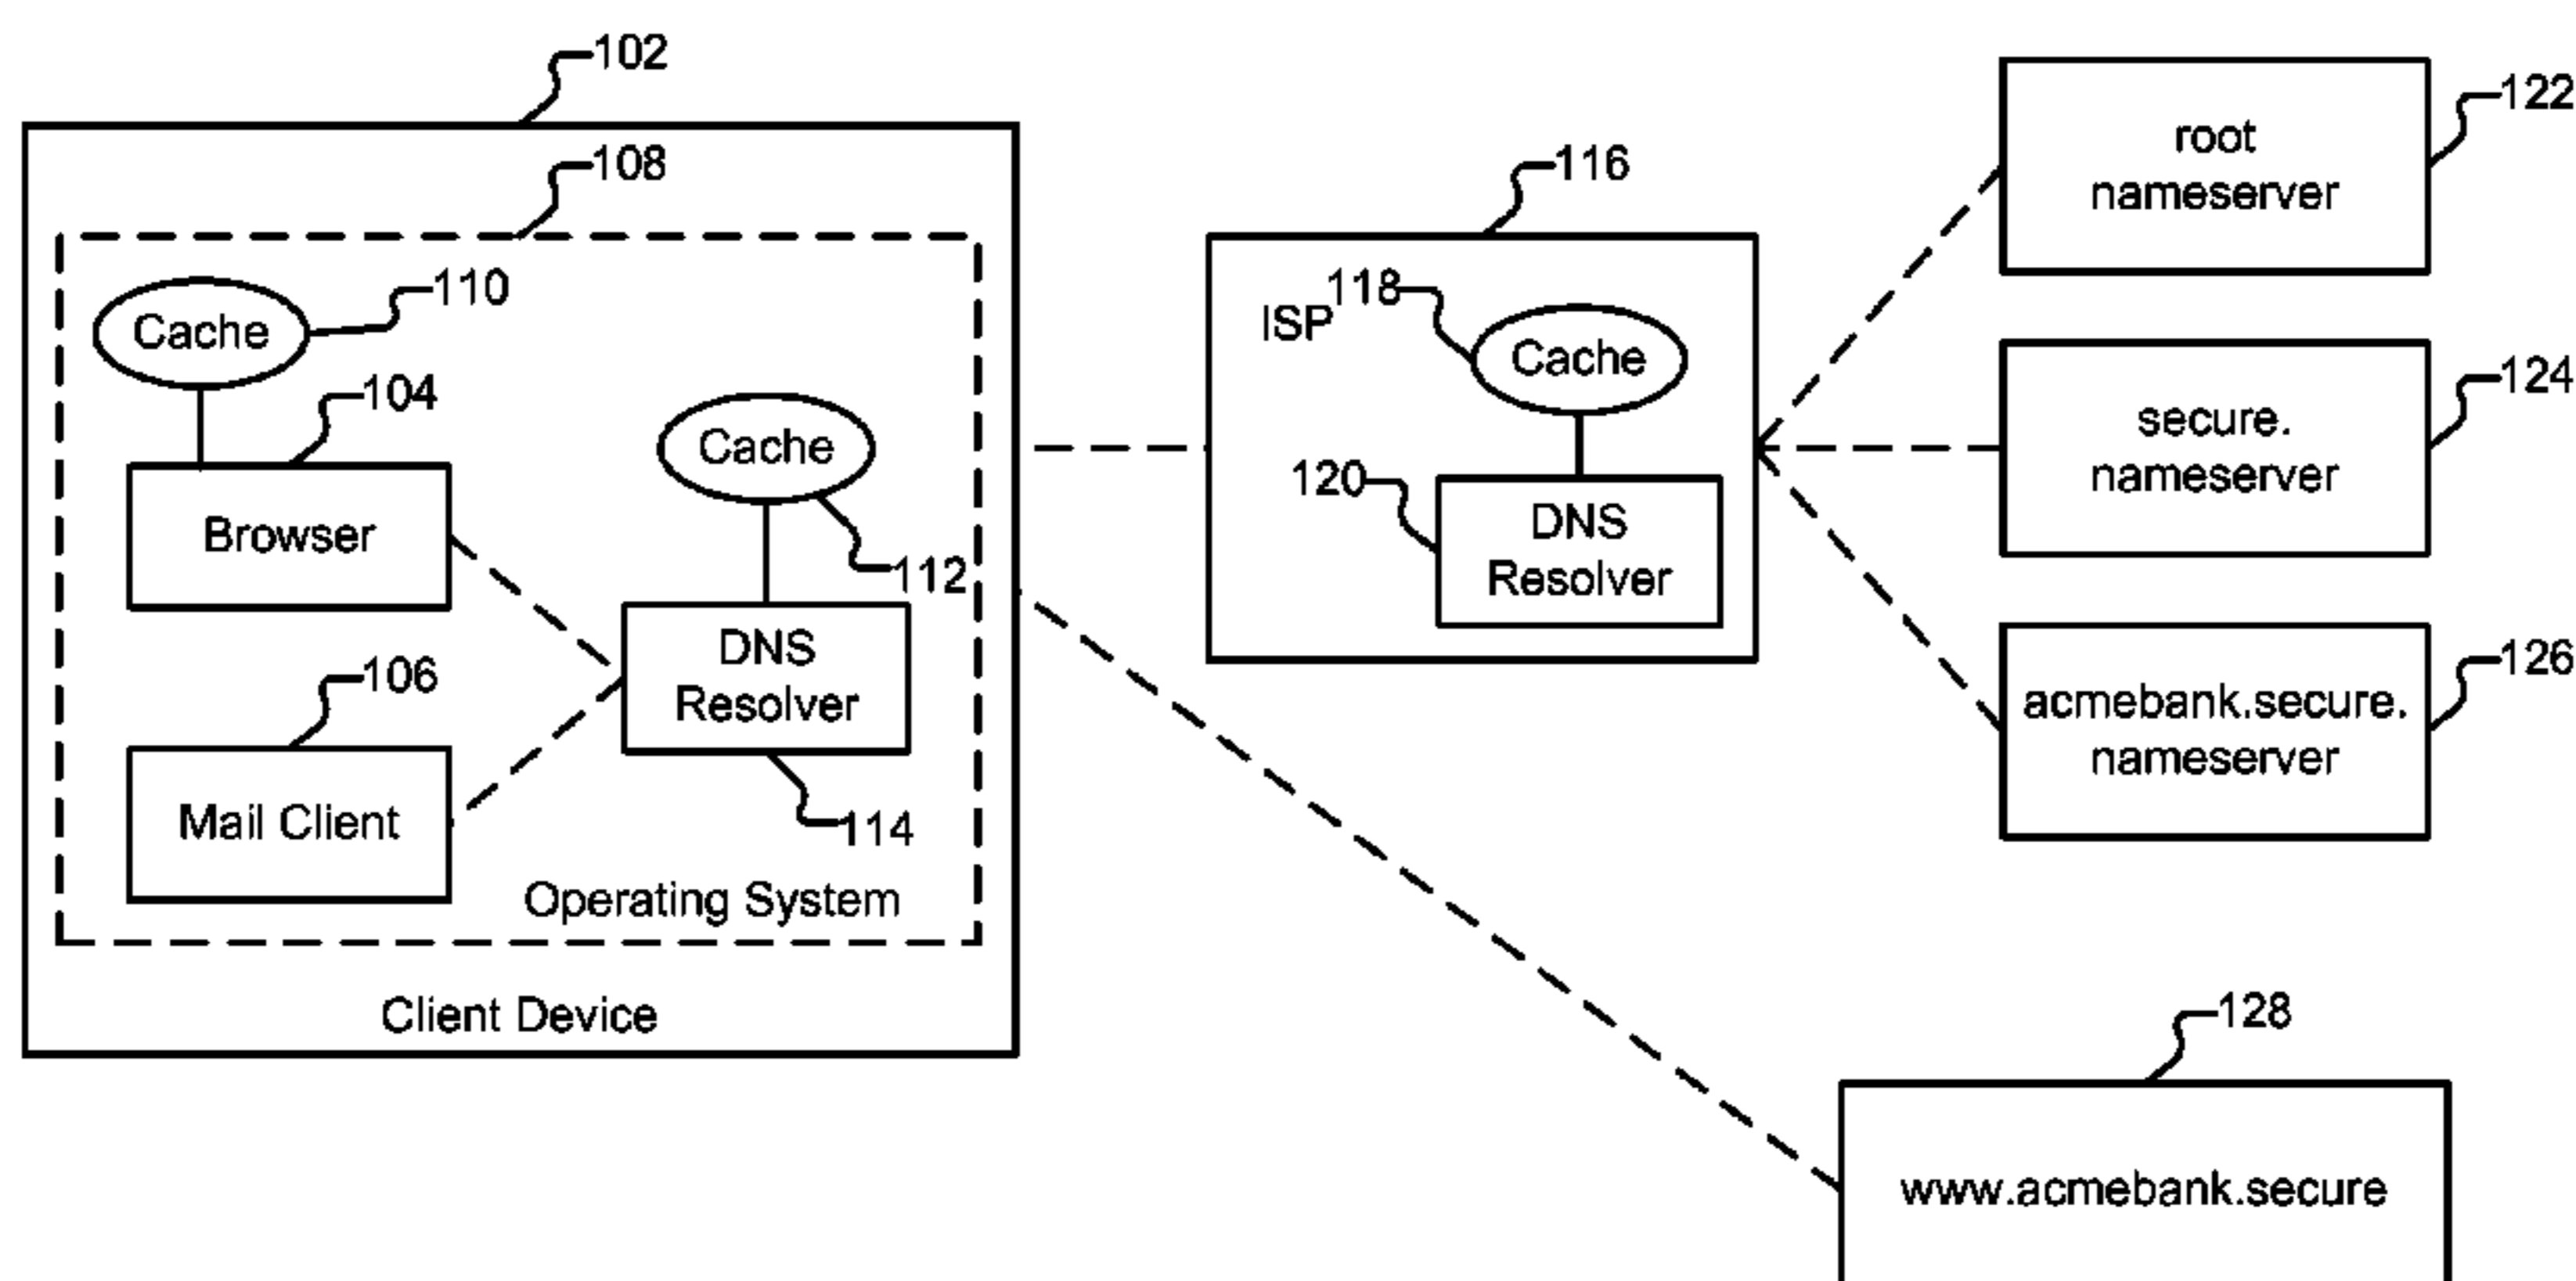 102
108
110
Cache
104
Browser
Cache
112
106
DNS
Resolver
114
Mail Client
Operating System
Client Device
116
ISP
118
Cache
120
DNS
Resolver
root
nameserver
122
secure.
nameserver
124
acmebank.secure.
nameserver
126
128
www.acmebank.secure